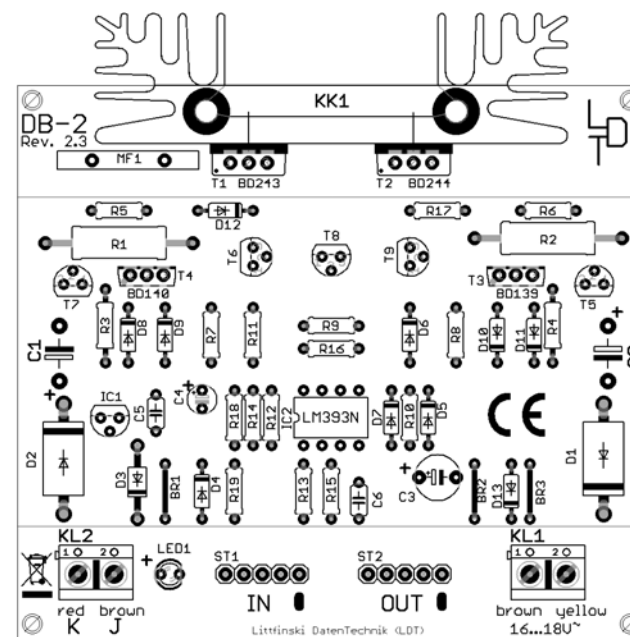 KK1
DB-2
Rev. 2.3
MF1
T1 BD243
T2 BD244
R5
D12
R17
R6
R1
T6
T8
T9
R2
T7
T4
BD140
T3
BD139
T5
C1
R3
D8
D9
R7
R11
R9
R16
D6
R8
D10
D11
R4
IC1
C5
C4
R18
R14
R12
IC2
LM393N
D7
R10
D5
CE
D2
D1
D3
BR1
D4
R19
R13
R15
C6
C3
BR2
D13
BR3
KL2
1 2
LED1
ST1
ST2
KL1
1 2
red brown
K J
IN
OUT
brown yellow
16...18V~
Littfinski DatenTechnik (LDT)